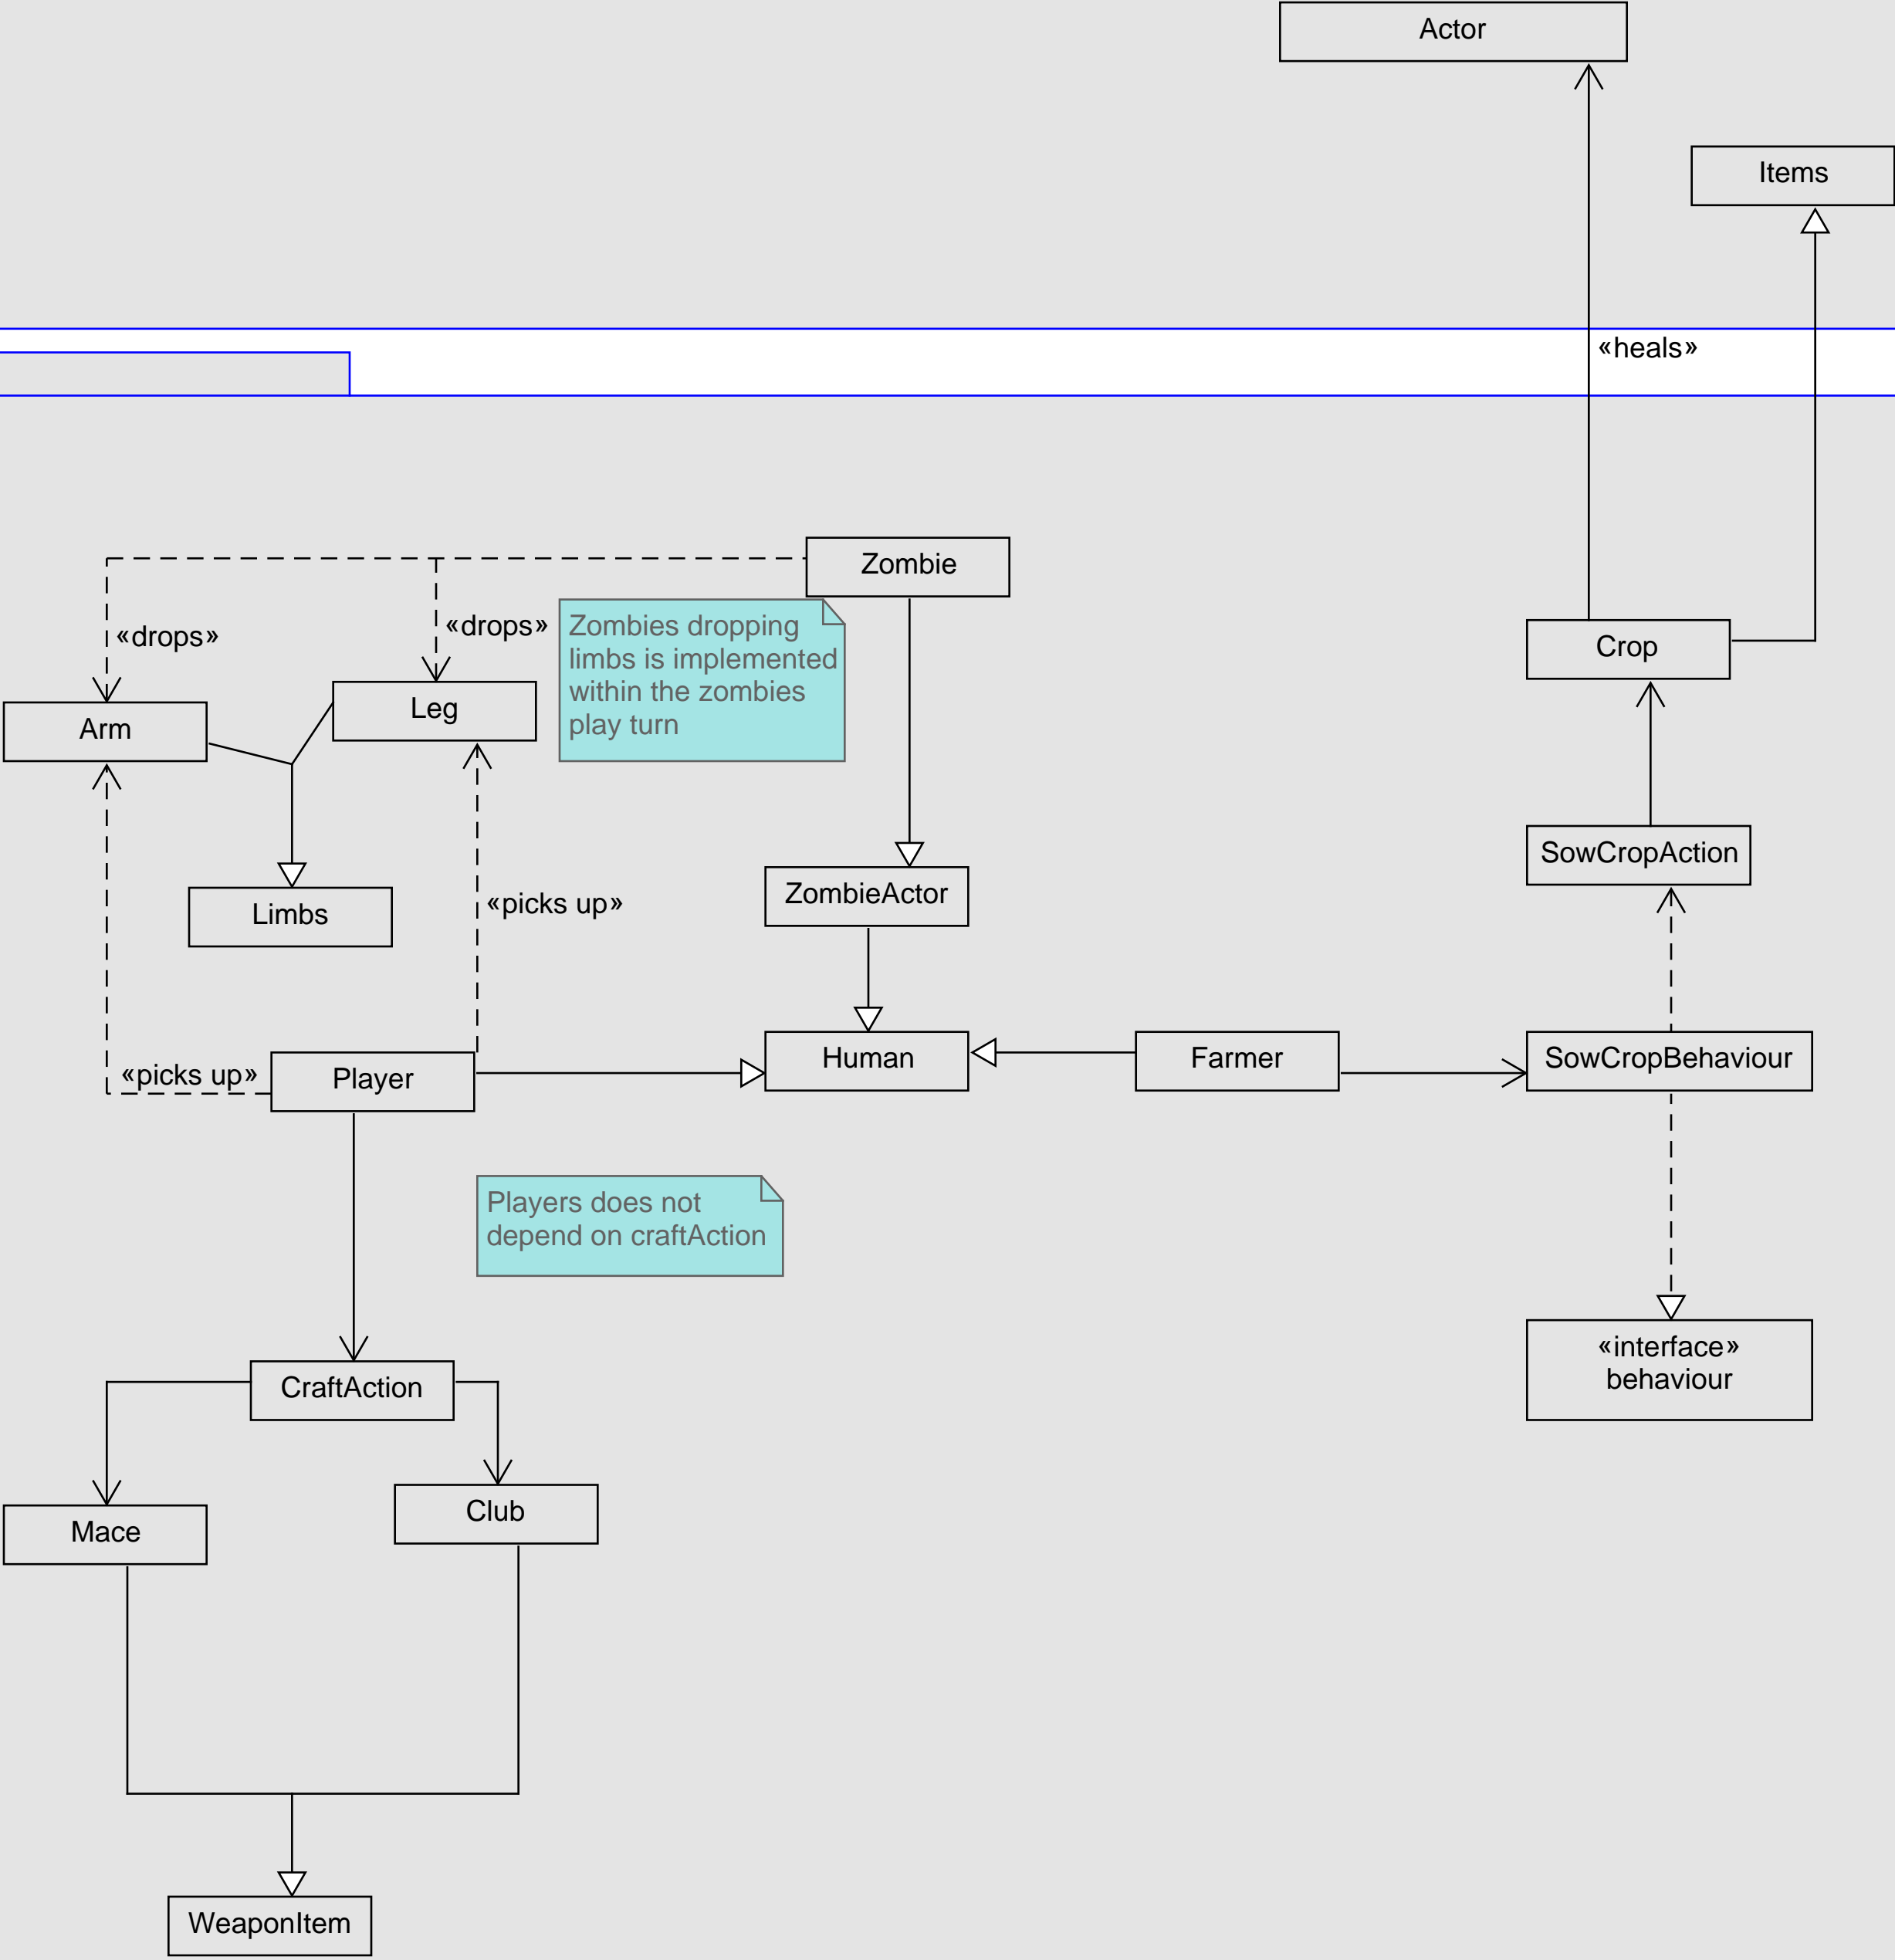 Actor
Items
«heals»
Zombie
«drops»
«drops»
Zombies dropping
limbs is implemented
within the zombies
play turn
Crop
Arm
Leg
SowCropAction
ZombieActor
«picks up»
Limbs
Human
Farmer
SowCropBehaviour
«picks up»
Player
Players does not
depend on craftAction
«interface»
behaviour
CraftAction
Club
Mace
WeaponItem